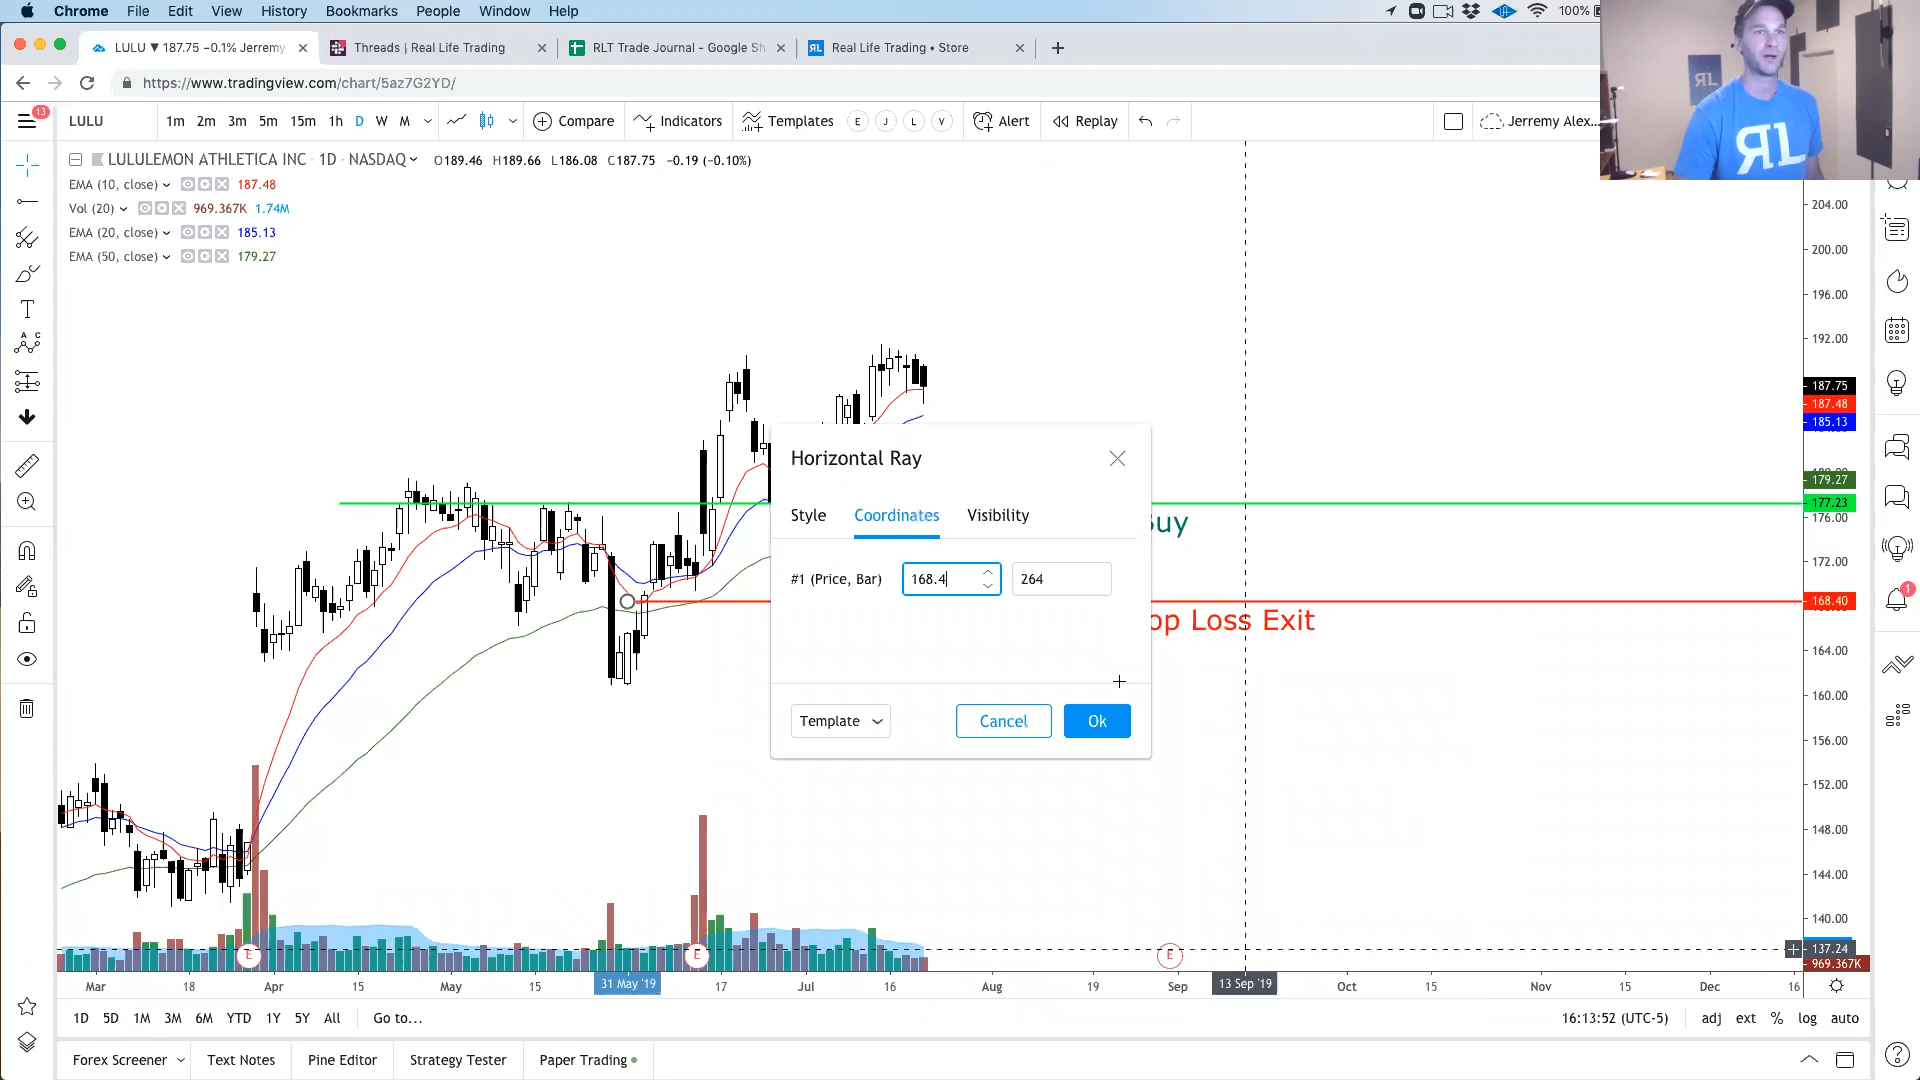 Chrome File Edit View History Bookmarks People Window Help 100%
LULU ▼ 187.75 −0.1% Jerremy
Threads | Real Life Trading
RLT Trade Journal - Google Sh
Real Life Trading • Store
https://www.tradingview.com/chart/5az7G2YD/
13
LULU 1m 2m 3m 5m 15m 1h D W M Compare Indicators Templates E J L V Alert Replay Jerremy Alex...
RL
RL
LULULEMON ATHLETICA INC · 1D · NASDAQ O189.46 H189.66 L186.08 C187.75 −0.19 (−0.10%)
EMA (10, close) 187.48
Vol (20) 969.367K 1.74M
EMA (20, close) 185.13
EMA (50, close) 179.27
204.00
200.00
196.00
192.00
187.75
187.48
185.13
179.27
177.23
176.00
172.00
168.40
164.00
160.00
156.00
152.00
148.00
144.00
140.00
137.24
969.367K
Horizontal Ray
Style Coordinates Visibility
#1 (Price, Bar) 168.4 264
Template Cancel Ok
uy
op Loss Exit
E E E
Mar 18 Apr 15 May 15 31 May '19 17 Jul 16 Aug 19 Sep 13 Sep '19 Oct 15 Nov 15 Dec 16
1D 5D 1M 3M 6M YTD 1Y 5Y All Go to... 16:13:52 (UTC-5) adj ext % log auto
Forex Screener Text Notes Pine Editor Strategy Tester Paper Trading
1